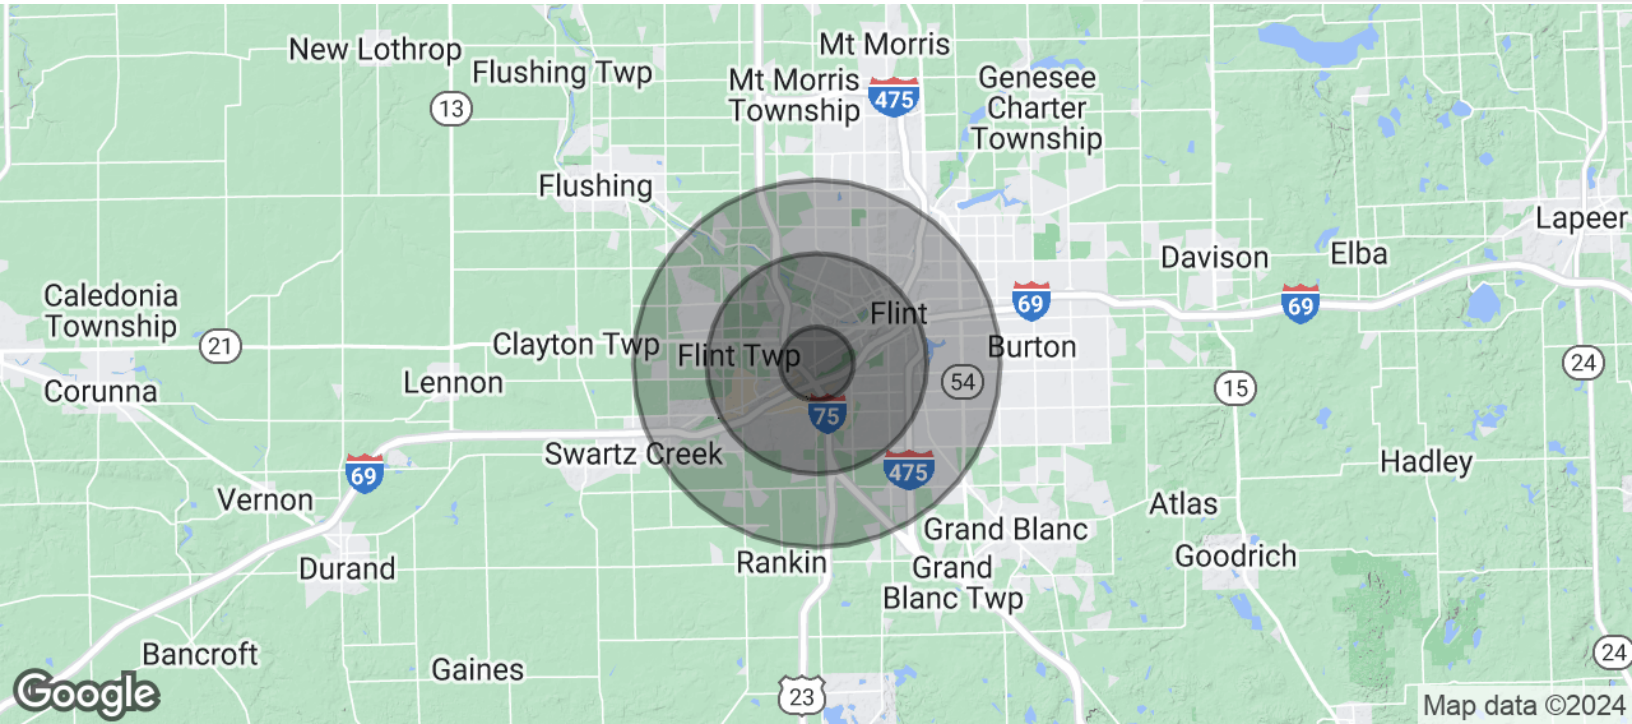 Mt Morris
New Lothrop
Flushing Twp
Mt Morris
Township
475
Genesee
Charter
Township
13
Flushing
Lapeer
Davison
Elba
Caledonia
Township
69
69
Flint
21
Clayton Twp
Flint Twp
Burton
24
Corunna
Lennon
54
15
75
Swartz Creek
475
69
Hadley
Vernon
Atlas
Grand Blanc
Durand
Rankin
Grand
Blanc Twp
Goodrich
Bancroft
Gaines
24
Google
23
Map data ©2024